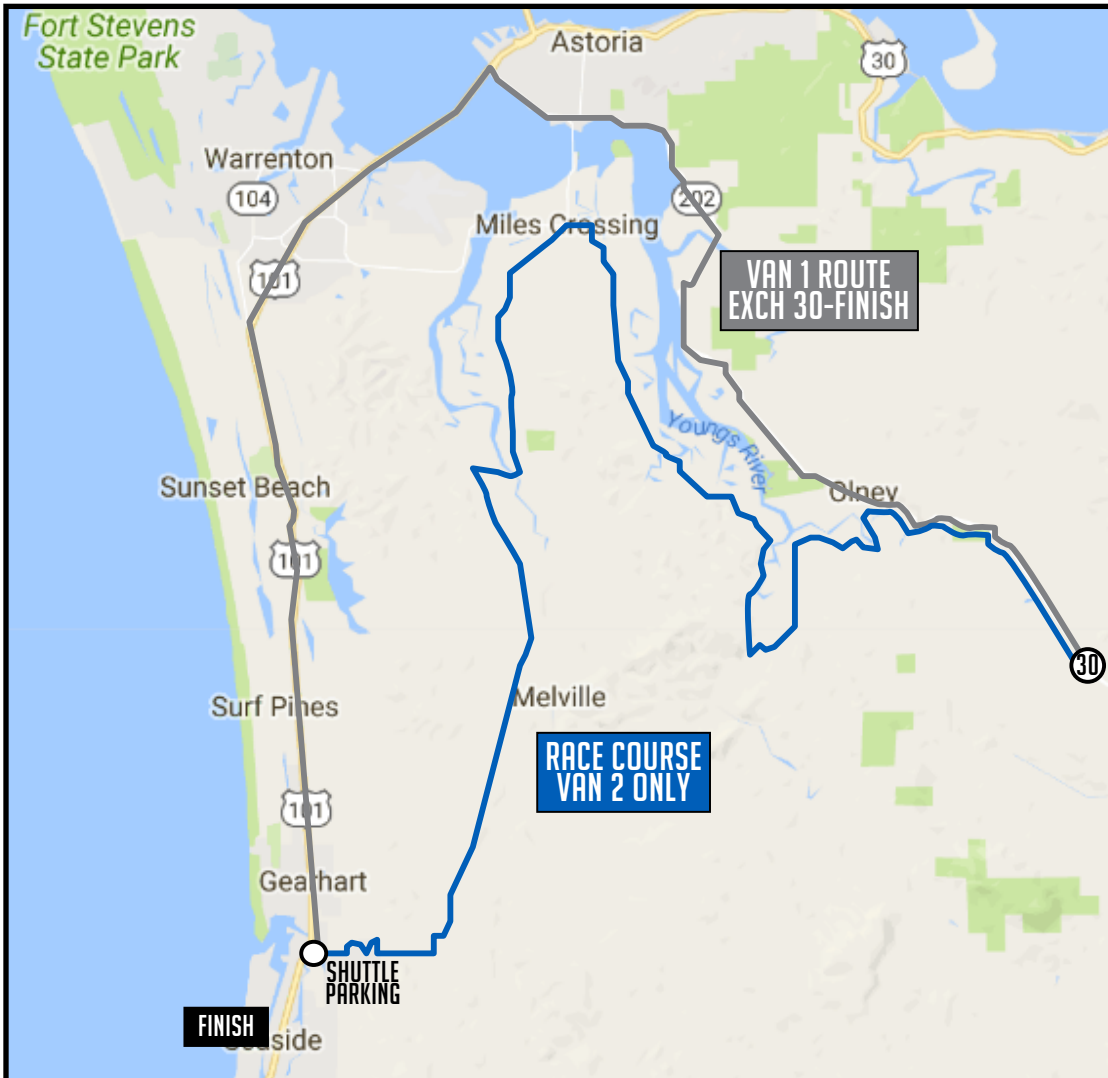 Fort Stevens
State Park
Astoria
30
Warrenton
104
202
Miles Crossing
101
VAN 1 ROUTE
EXCH 30-FINISH
Youngs River
Sunset Beach
Olney
101
30
Surf Pines
Melville
RACE COURSE
VAN 2 ONLY
101
Gearhart
SHUTTLE
PARKING
FINISH